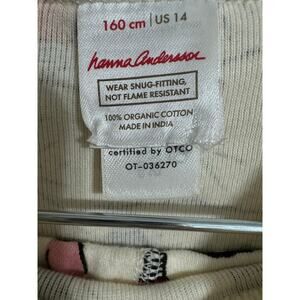 160 cm | US 14
hanna andersson
WEAR SNUG-FITTING,
NOT FLAME RESISTANT
100% ORGANIC COTTON
MADE IN INDIA
certified by OTCO
OT-036270